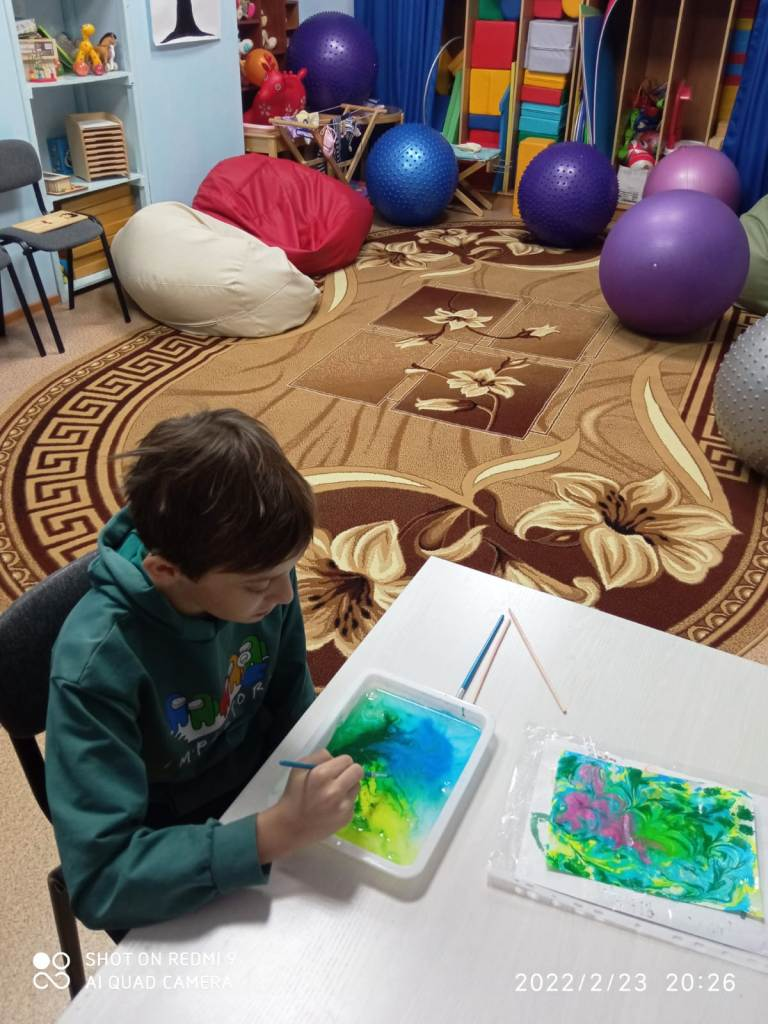 SHOT ON REDMI 9
AI QUAD CAMERA
2022/2/23 20:26